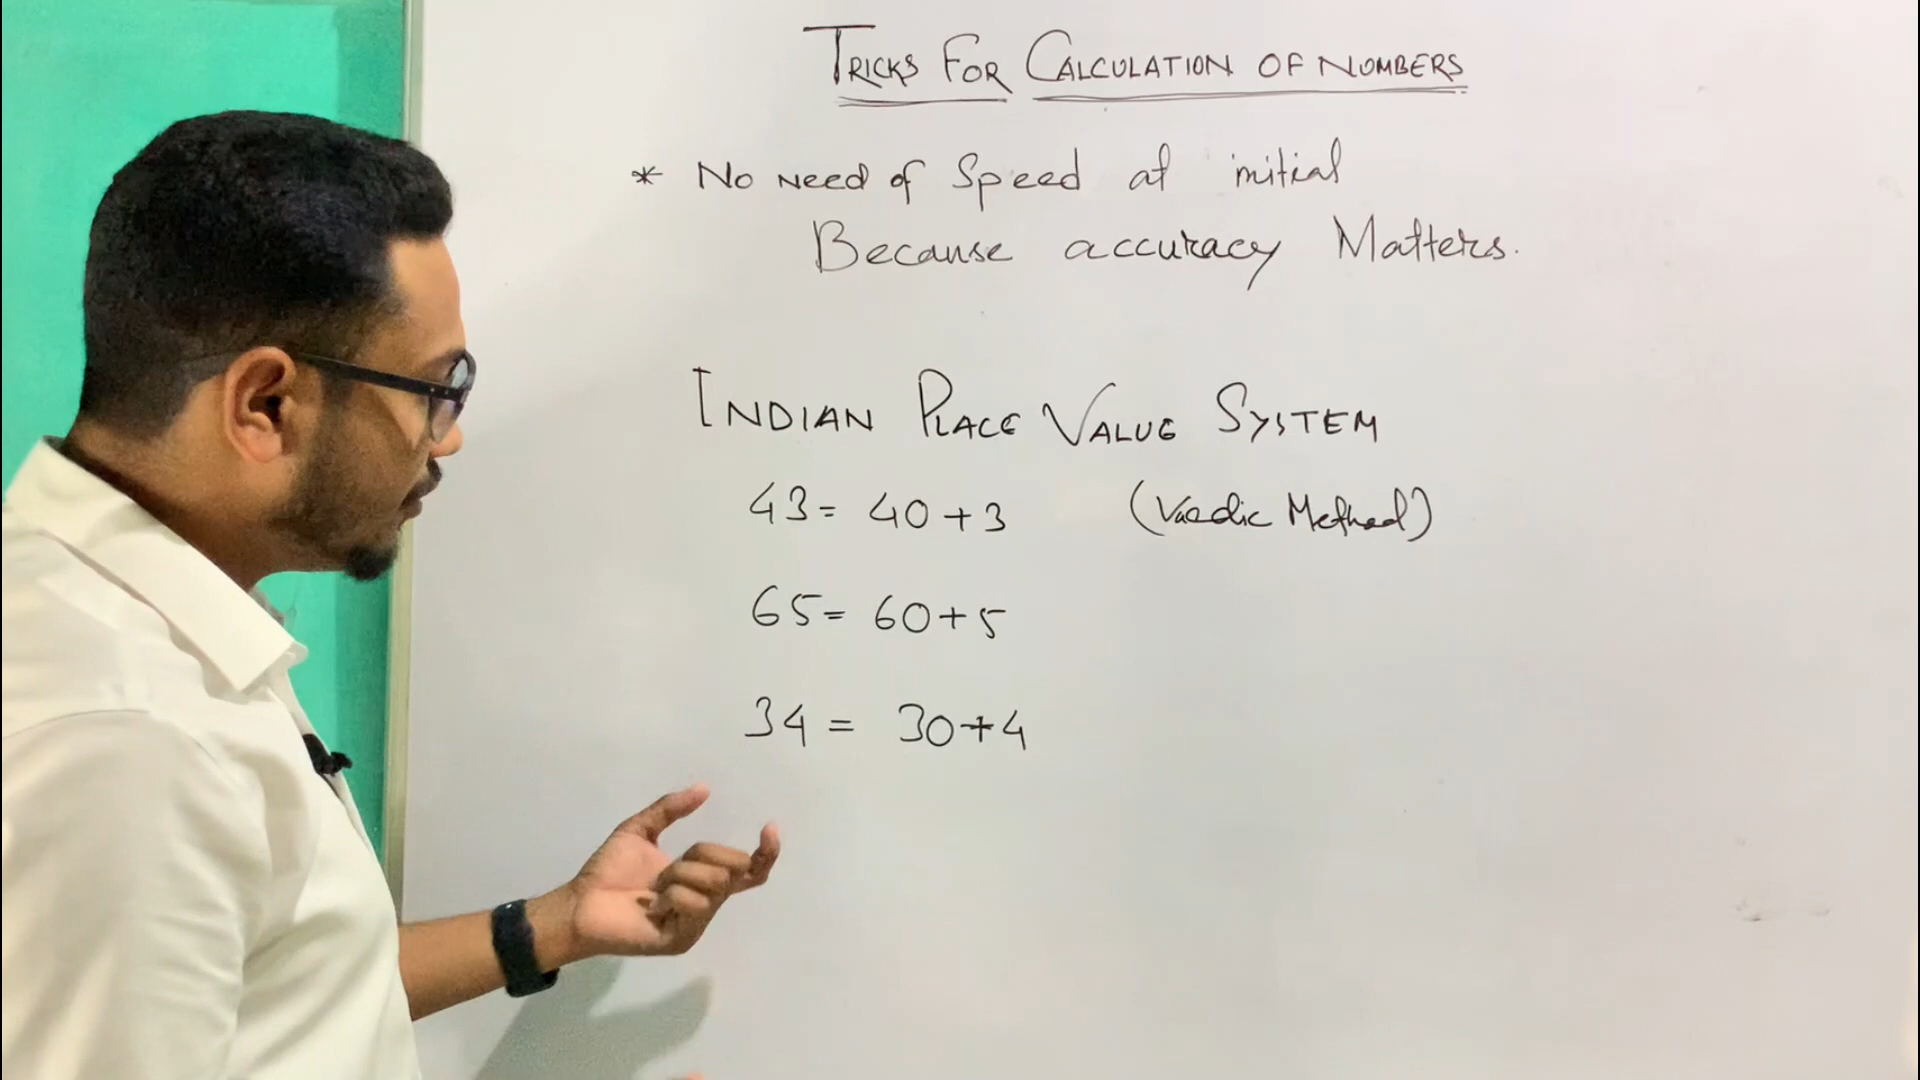 TRICKS FOR CALCULATION OF NUMBERS
* No need of Speed at initial
Because accuracy Matters.
INDIAN PLACE VALUE SYSTEM
43 = 40 + 3 (Vaedic Method)
65 = 60 + 5
34 = 30 + 4